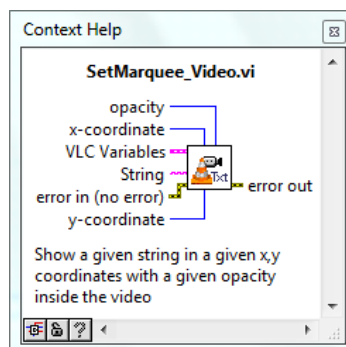 Context Help
SetMarquee_Video.vi
opacity
x-coordinate
VLC Variables
String
Txt
error in (no error)
error out
y-coordinate
Show a given string in a given x,y
coordinates with a given opacity
inside the video
?